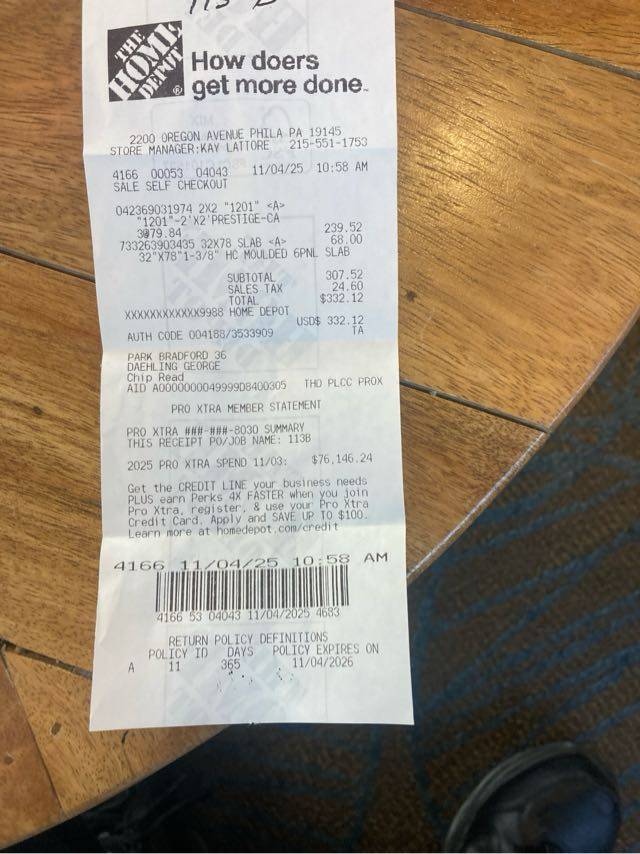 113 B
THE
HOME
DEPOT
®
How doers
get more done™
2200 OREGON AVENUE PHILA PA 19145
STORE MANAGER:KAY LATTORE 215-551-1753
4166 00053 04043 11/04/25 10:58 AM
SALE SELF CHECKOUT
042369031974 2X2 "1201" <A>
"1201"-2'X2'PRESTIGE-CA
3@79.84 239.52
733263903435 32X78 SLAB <A> 68.00
32"X78"1-3/8" HC MOULDED 6PNL SLAB
SUBTOTAL 307.52
SALES TAX 24.60
TOTAL $332.12
XXXXXXXXXXXX9988 HOME DEPOT
USD$ 332.12
AUTH CODE 004188/3533909 TA
PARK BRADFORD 36
DAEHLING GEORGE
Chip Read
AID A0000000049999D8400305 THD PLCC PROX
PRO XTRA MEMBER STATEMENT
PRO XTRA ###-###-8030 SUMMARY
THIS RECEIPT PO/JOB NAME: 113B
2025 PRO XTRA SPEND 11/03: $76,146.24
Get the CREDIT LINE your business needs
PLUS earn Perks 4X FASTER when you join
Pro Xtra, register, & use your Pro Xtra
Credit Card. Apply and SAVE UP TO $100.
Learn more at homedepot.com/credit
4166 11/04/25 10:58 AM
4166 53 04043 11/04/2025 4683
RETURN POLICY DEFINITIONS
POLICY ID DAYS POLICY EXPIRES ON
A 11 365 11/04/2026